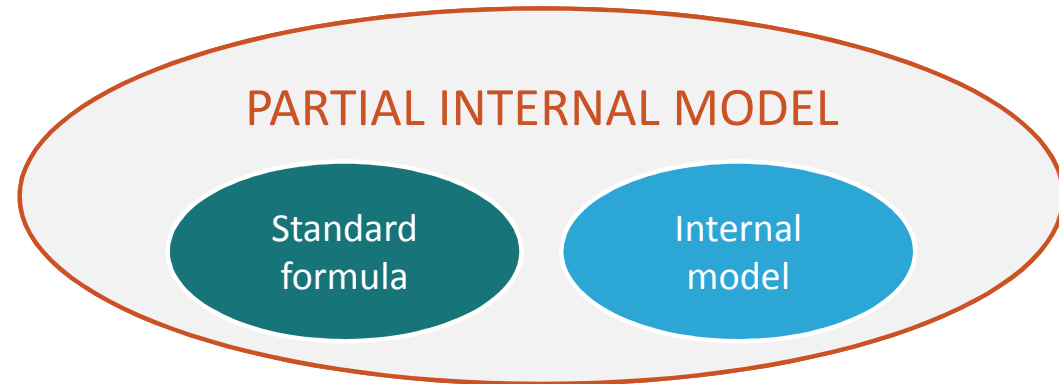 PARTIAL INTERNAL MODEL
Standard
formula
Internal
model